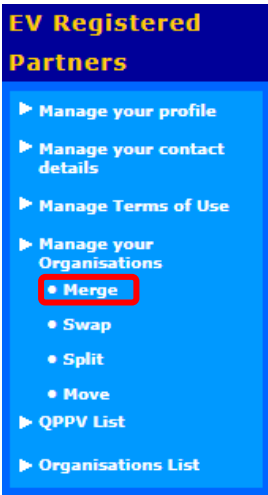 EV Registered
Partners
Manage your profile
Manage your contact
details
Manage Terms of Use
Manage your
Organisations
• Merge
• Swap
• Split
• Move
QPPV List
Organisations List